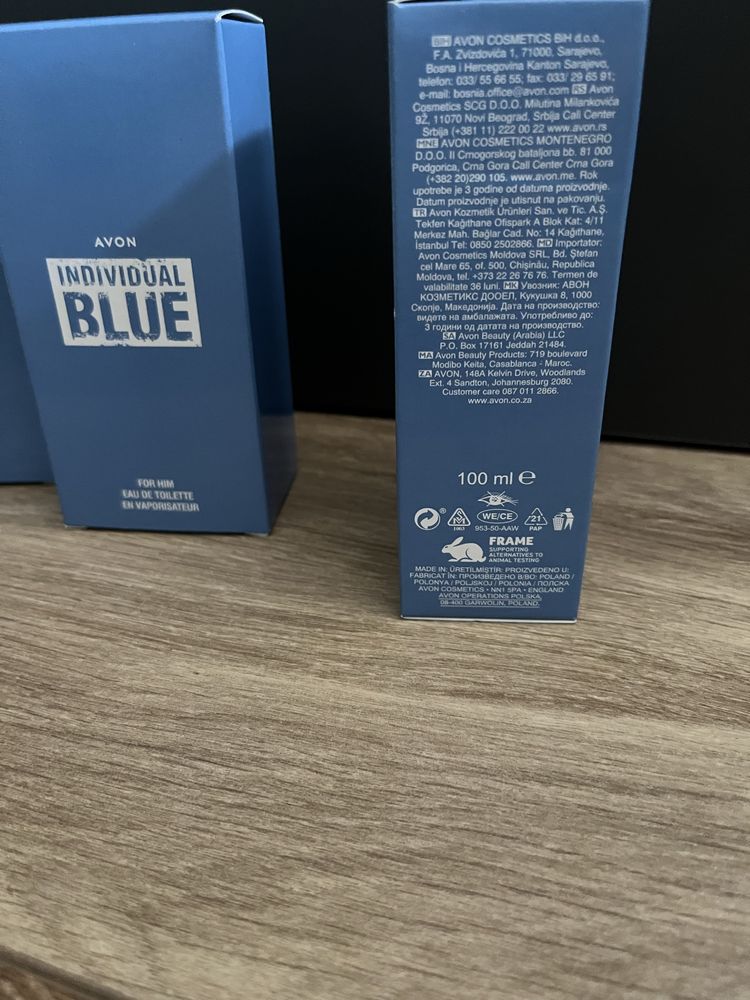 AVON
INDIVIDUAL
BLUE
FOR HIM
EAU DE TOILETTE
EN VAPORISATEUR
BIH AVON COSMETICS BiH d.o.o.,
F.A. Zvizdovića 1, 71000. Sarajevo,
Bosna i Hercegovina Kanton Sarajevo,
telefon: 033/ 55 66 55; fax: 033/ 29 65 91;
e-mail: bosnia.office@avon.com RS Avon
Cosmetics SCG D.O.O. Milutina Milankovića
9Ž, 11070 Novi Beograd, Srbija Call Center
Srbija (+381 11) 222 00 22 www.avon.rs
MNE AVON COSMETICS MONTENEGRO
D.O.O. II Crnogorskog bataljona bb. 81 000
Podgorica, Crna Gora Call Center Crna Gora
(+382 20)290 105. www.avon.me. Rok
upotrebe je 3 godine od datuma proizvodnje.
Datum proizvodnje je utisnut na pakovanju.
TR Avon Kozmetik Ürünleri San. ve Tic. A.Ş.
Tekfen Kağıthane Ofispark A Blok Kat: 4/11
Merkez Mah. Bağlar Cad. No: 14 Kağıthane,
İstanbul Tel: 0850 2502866. MD Importator:
Avon Cosmetics Moldova SRL, Bd. Ştefan
cel Mare 65, of. 500, Chişinău, Republica
Moldova, tel. +373 22 26 76 76. Termen de
valabilitate 36 luni. MK Увозник: АВОН
КОЗМЕТИКС ДООЕЛ, Кукушка 8, 1000
Скопје, Македонија. Дата на производство:
видете на амбалажата. Употребливо до:
3 години од датата на производство.
SA Avon Beauty (Arabia) LLC
P.O. Box 17161 Jeddah 21484.
MA Avon Beauty Products: 719 boulevard
Modibo Keita, Casablanca - Maroc.
ZA AVON, 148A Kelvin Drive, Woodlands
Ext. 4 Sandton, Johannesburg 2080.
Customer care 087 011 2866.
www.avon.co.za
100 ml ℮
WE/CE
953-50-AAW
21
PAP
FRAME
SUPPORTING
ALTERNATIVES TO
ANIMAL TESTING
MADE IN: ÜRETİLMİŞTİR: PROIZVEDENO U:
FABRICAT ÎN: ПРОИЗВЕДЕНО В/ВО: POLAND /
POLONYA / POLJSKOJ / POLONIA / ПОЛСКА
AVON COSMETICS • NN1 5PA • ENGLAND
AVON OPERATIONS POLSKA,
08-400 GARWOLIN, POLAND.